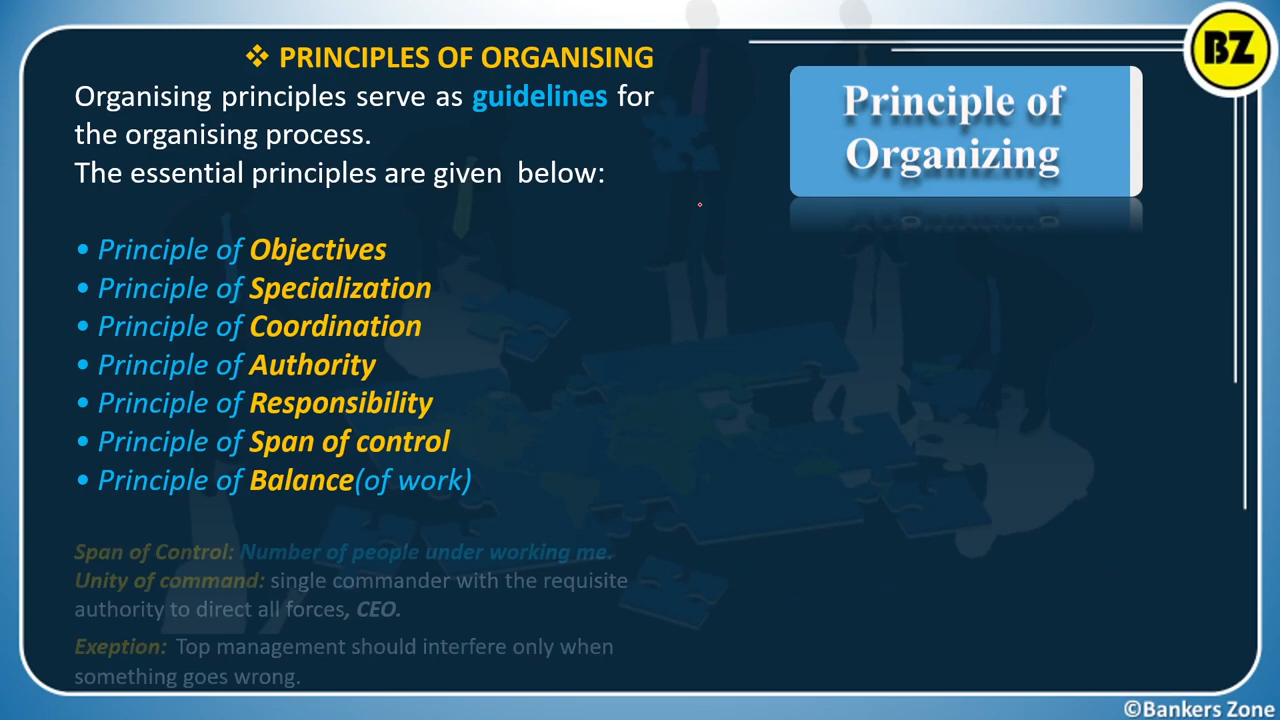 ❖ PRINCIPLES OF ORGANISING
Organising principles serve as guidelines for
the organising process.
The essential principles are given below:
• Principle of Objectives
• Principle of Specialization
• Principle of Coordination
• Principle of Authority
• Principle of Responsibility
• Principle of Span of control
• Principle of Balance(of work)
Span of Control: Number of people under working me.
Unity of command: single commander with the requisite
authority to direct all forces, CEO.
Exeption: Top management should interfere only when
something goes wrong.
Principle of
Organizing
BZ
©Bankers Zone